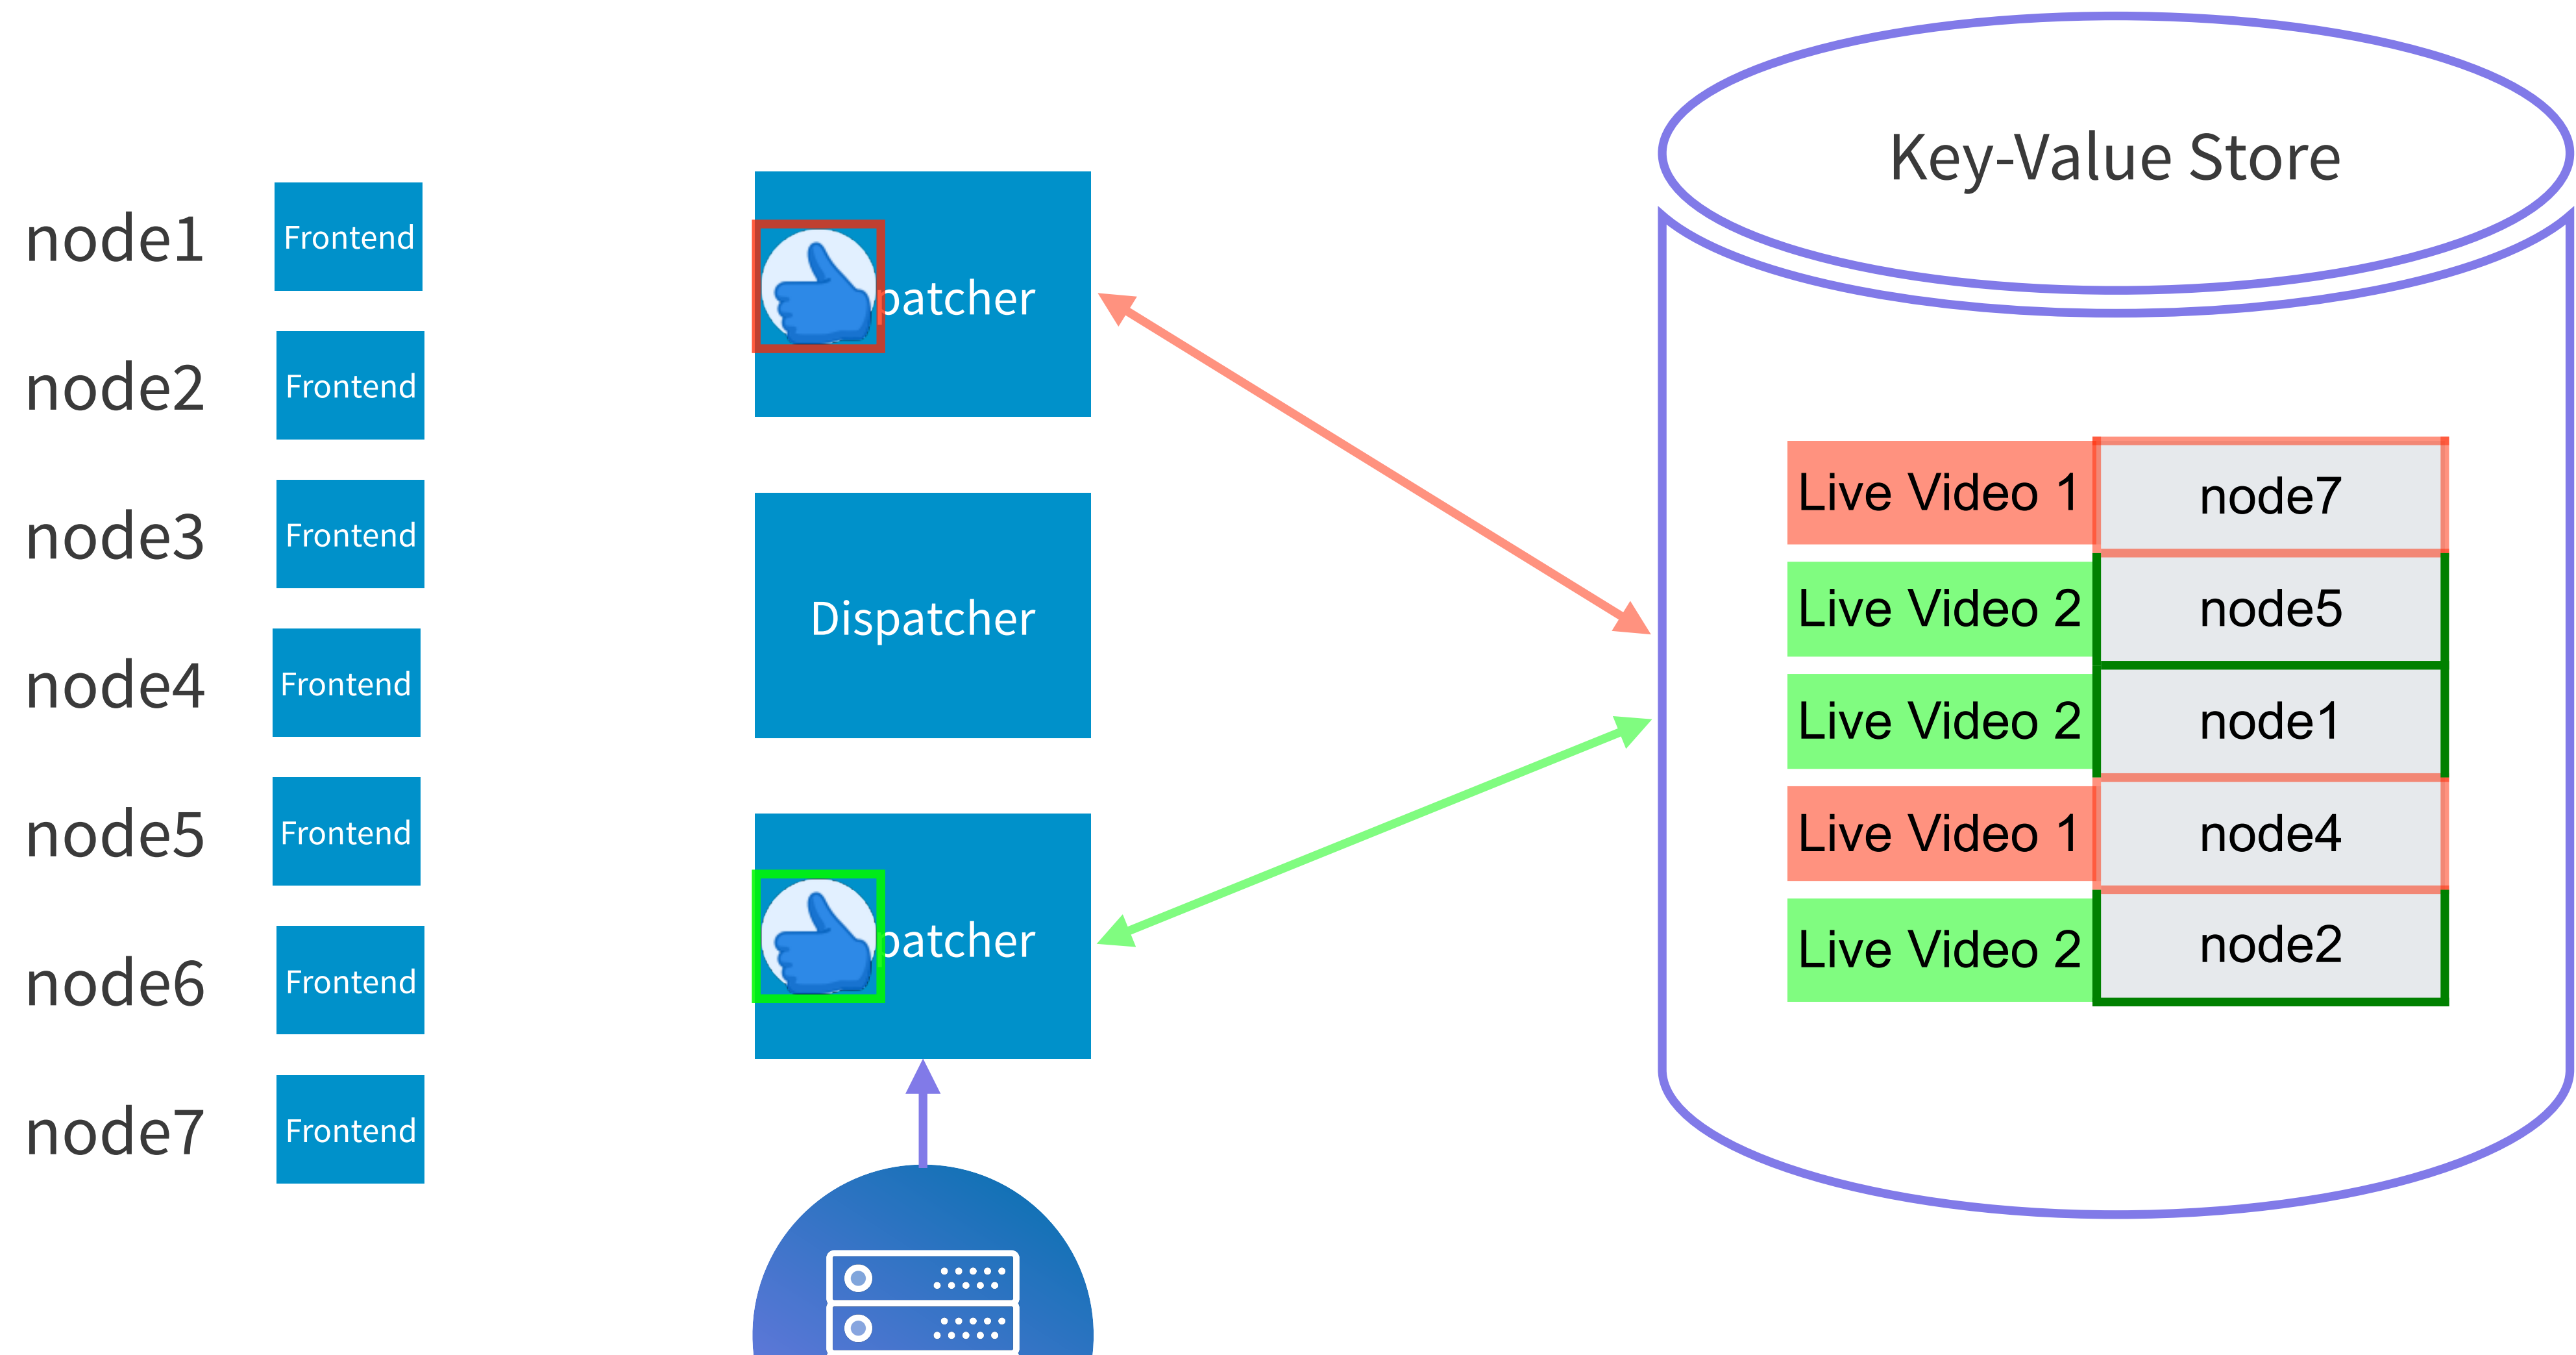 Key-Value Store
node1 Frontend
node2 Frontend
node3 Frontend
node4 Frontend
node5 Frontend
node6 Frontend
node7 Frontend
patcher
Dispatcher
patcher
Live Video 1 node7
Live Video 2 node5
Live Video 2 node1
Live Video 1 node4
Live Video 2 node2